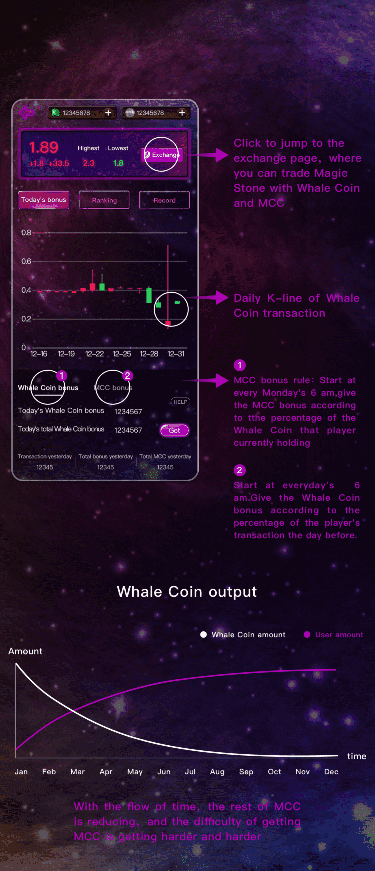 12345678 +
12345678 +
1.89
Highest Lowest
+1.8 +33.5 2.3 1.8
Exchange
Click to jump to the
exchange page, where
you can trade Magic
Stone with Whale Coin
and MCC
Today's bonus
Ranking
Record
0.8
0.6
0.4
0.2
0
12-16 12-19 12-22 12-25 12-28 12-31
Daily K-line of Whale
Coin transaction
1
2
Whale Coin bonus
MCC bonus
HELP
Today's Whale Coin bonus 1234567
Today's total Whale Coin bonus 1234567
Get
Transaction yesterday Total bonus yesterday Total MCC yesterday
12345 12345 12345
1
MCC bonus rule: Start at
every Monday's 6 am,give
the MCC bonus according
to the percentage of the
Whale Coin that player
currently holding
2
Start at everyday's 6
am,Give the Whale Coin
bonus according to the
percentage of the player's
transaction the day before.
Whale Coin output
Whale Coin amount
User amount
Amount
time
Jan Feb Mar Apr May Jun Jul Aug Sep Oct Nov Dec
With the flow of time, the rest of MCC
is reducing, and the difficulty of getting
MCC is getting harder and harder